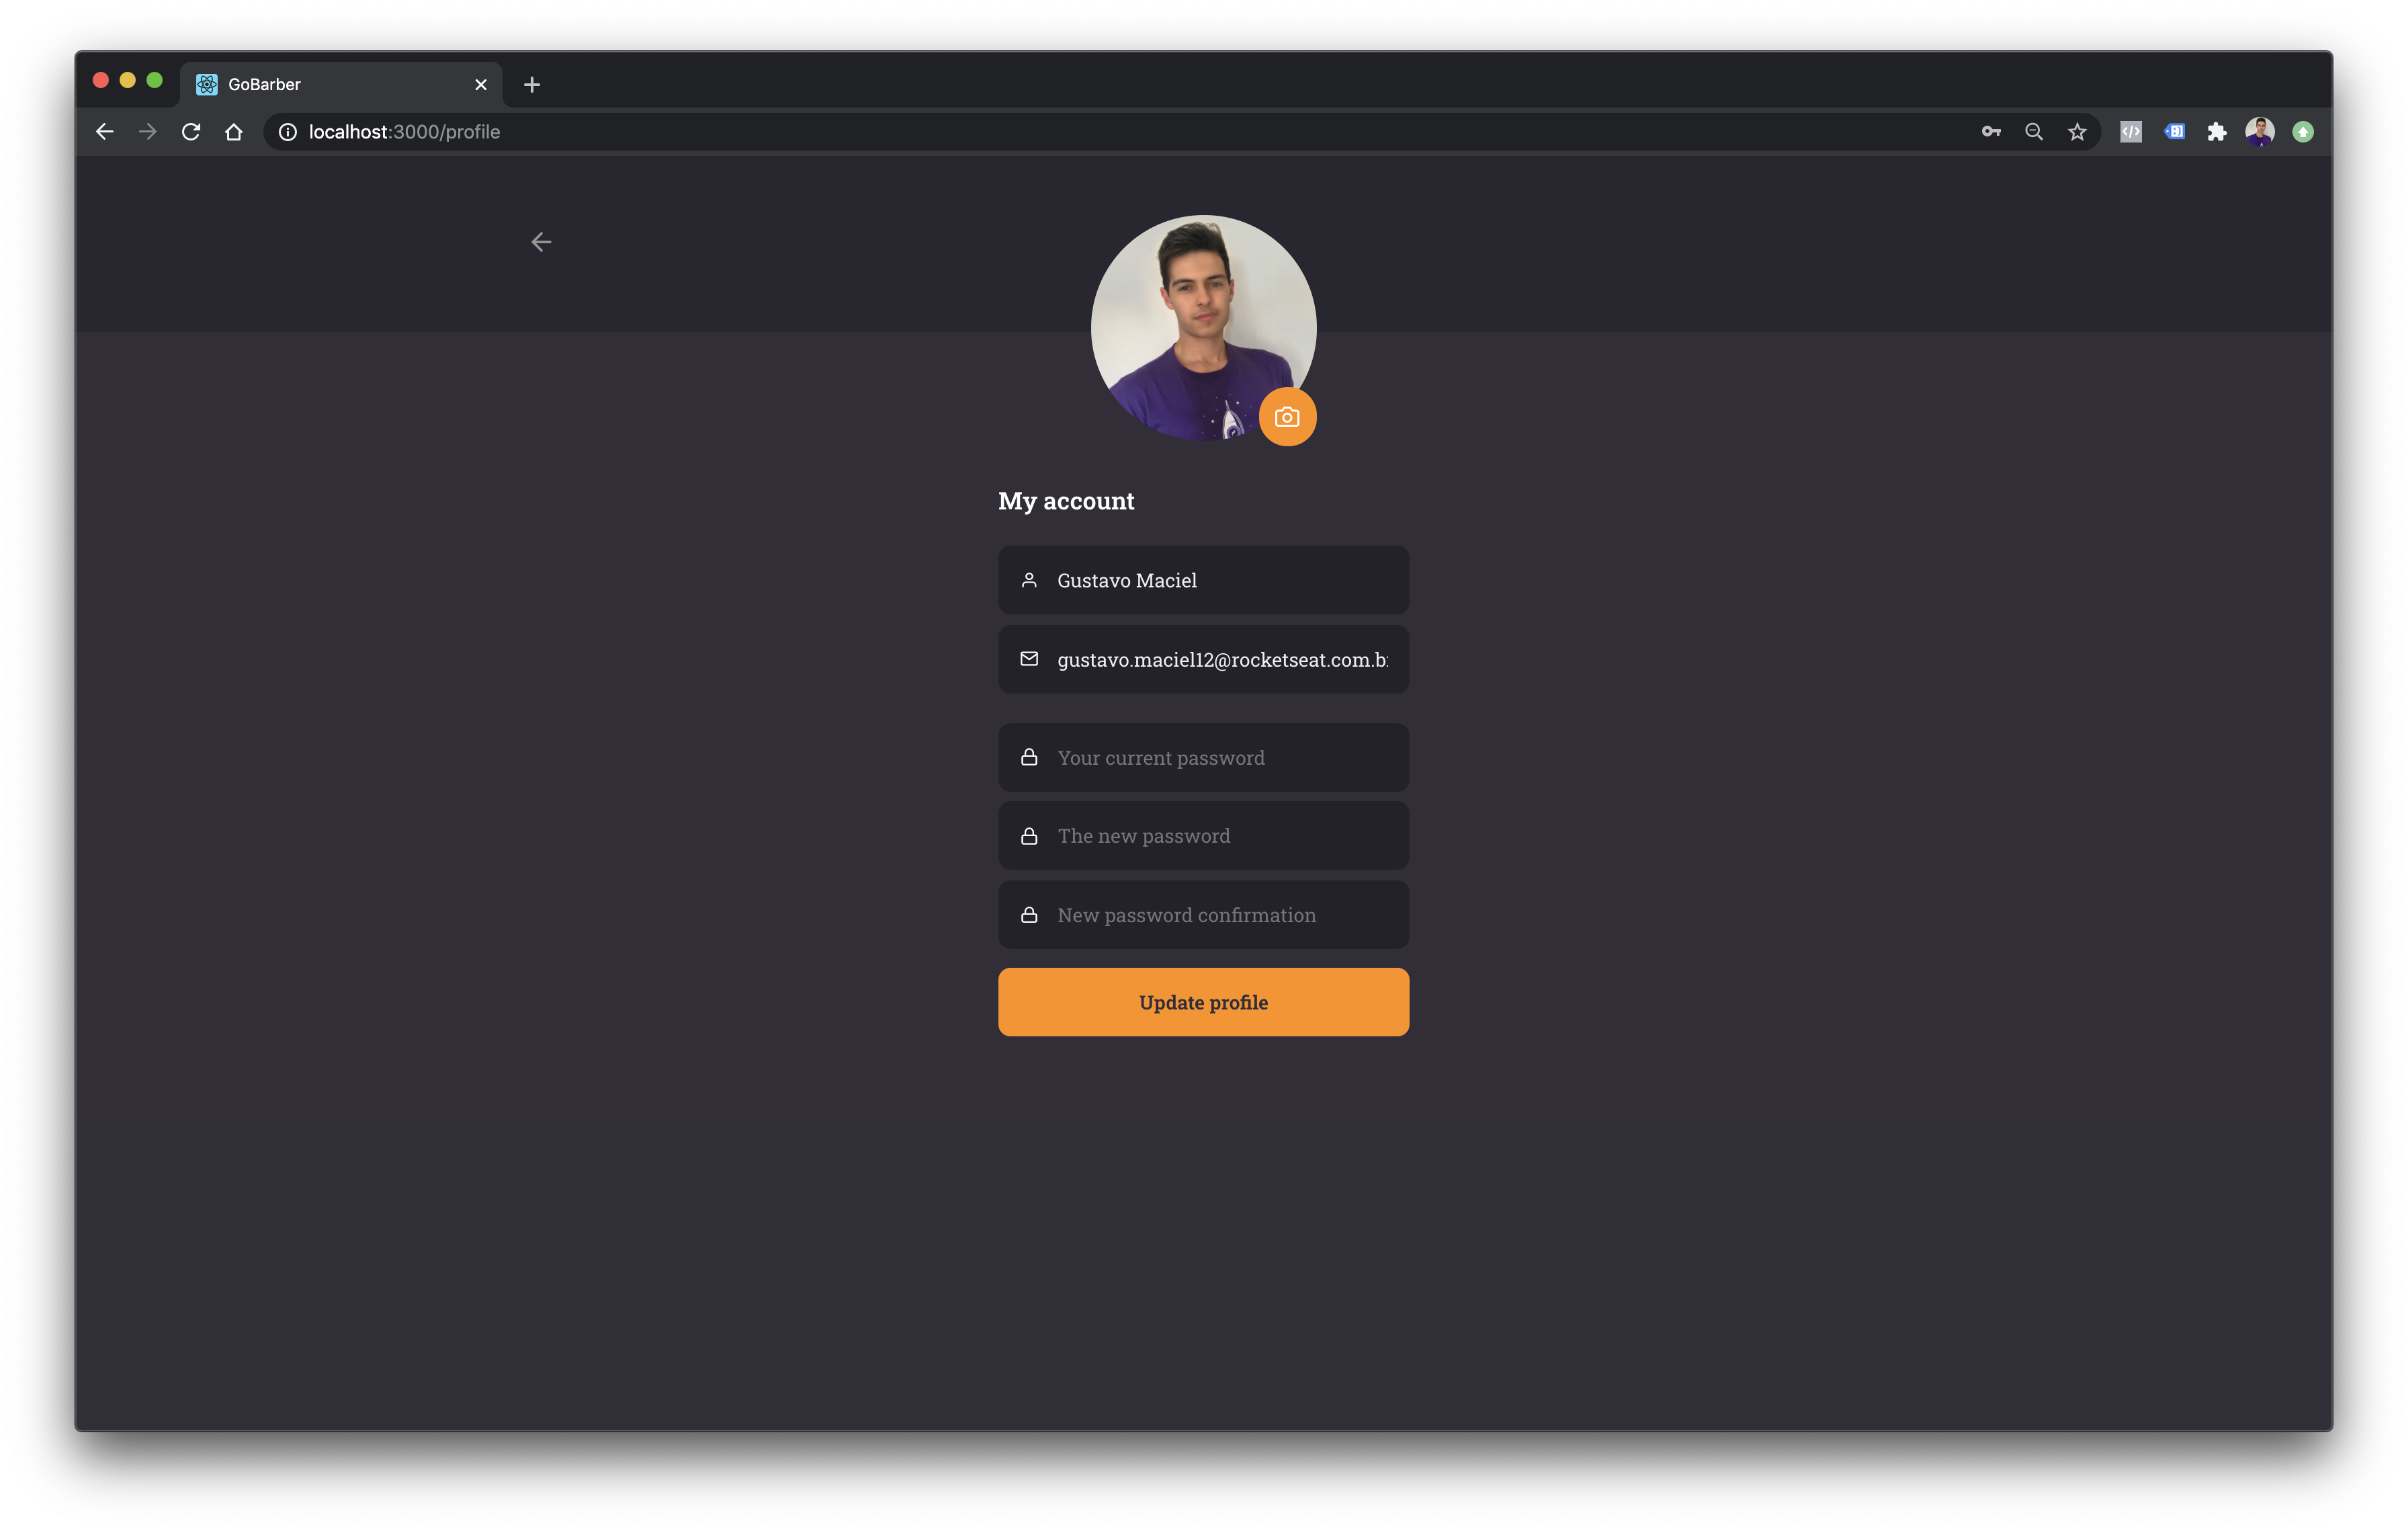 GoBarber
localhost:3000/profile
My account
Gustavo Maciel
gustavo.maciel12@rocketseat.com.b
Your current password
The new password
New password confirmation
Update profile